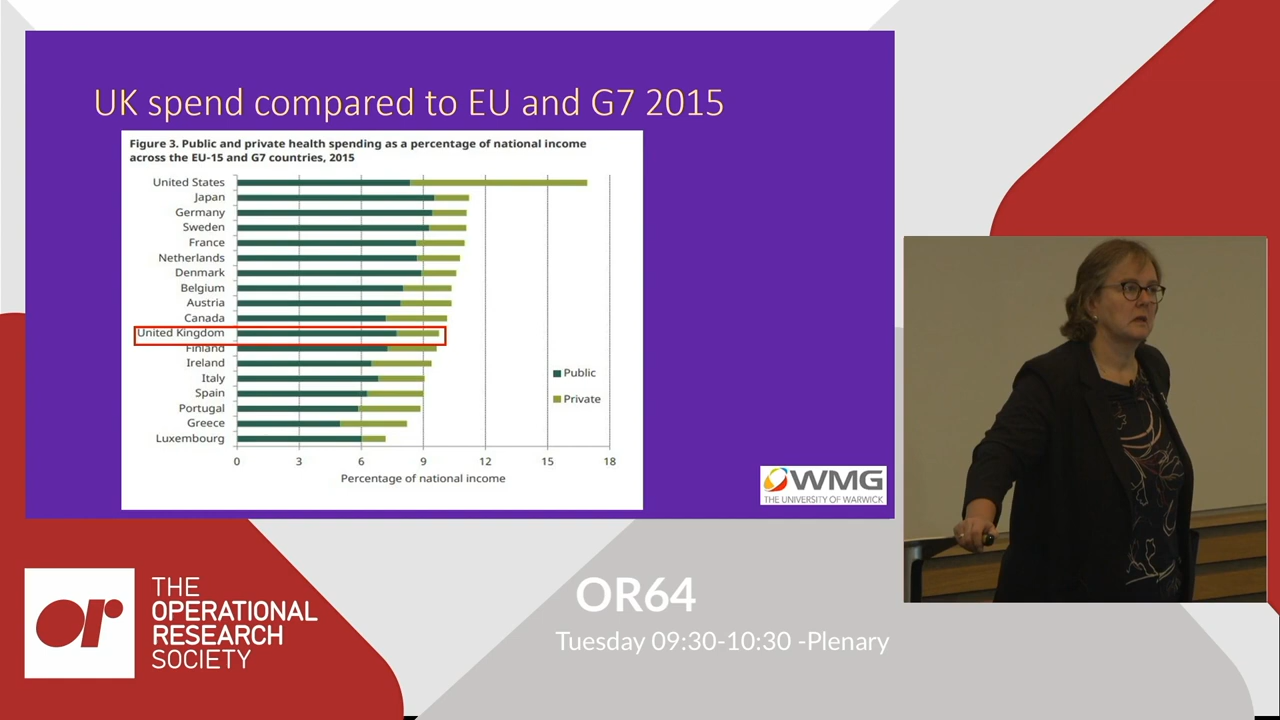 UK spend compared to EU and G7 2015
Figure 3. Public and private health spending as a percentage of national income
across the EU-15 and G7 countries, 2015
United States
Japan
Germany
Sweden
France
Netherlands
Denmark
Belgium
Austria
Canada
United Kingdom
Finland
Ireland
Italy
Spain
Portugal
Greece
Luxembourg
Public
Private
0 3 6 9 12 15 18
Percentage of national income
WMG
THE UNIVERSITY OF WARWICK
THE
OPERATIONAL
RESEARCH
SOCIETY
or
OR64
Tuesday 09:30-10:30 -Plenary